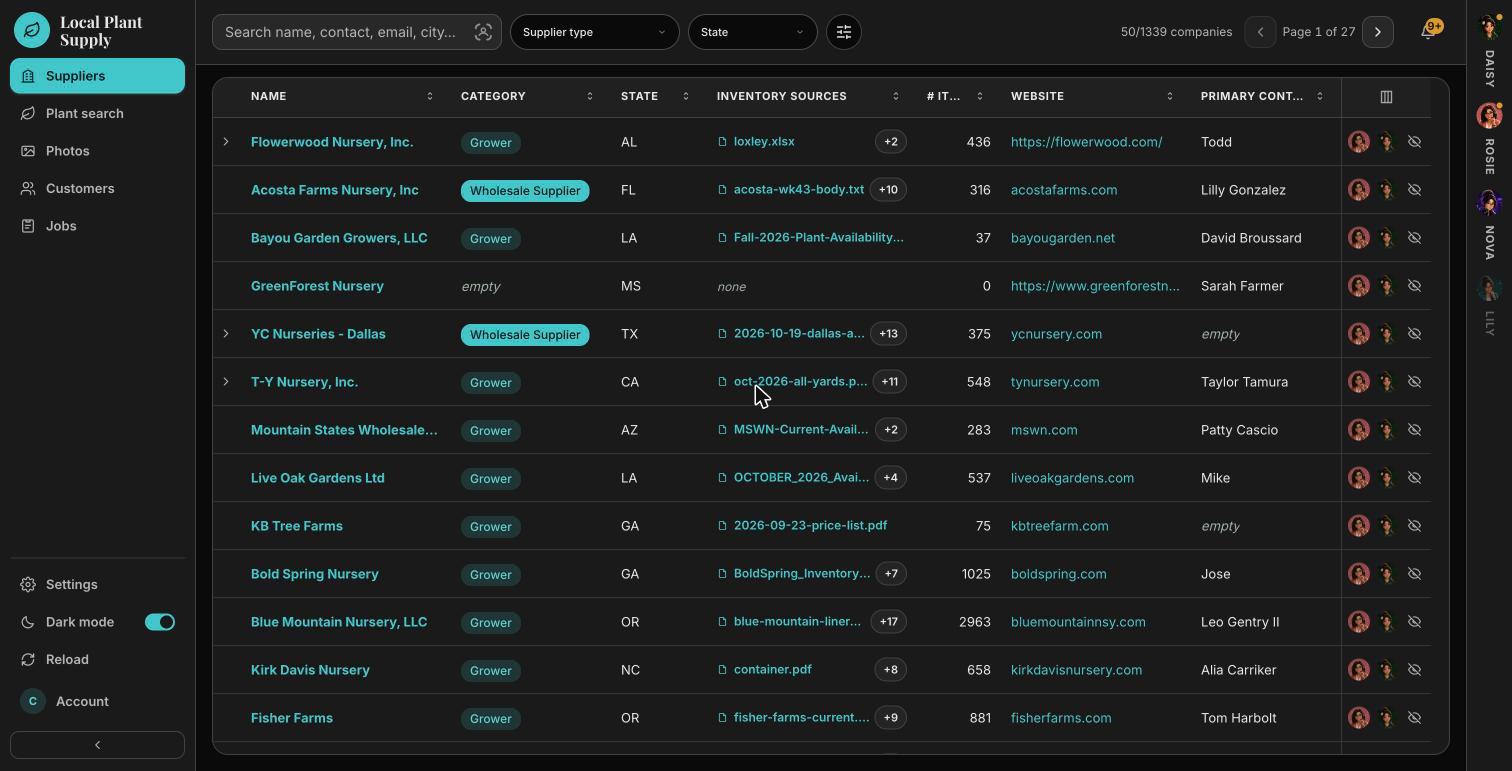 Local Plant
Supply
Suppliers
Plant search
Photos
Customers
Jobs
Settings
Dark mode
Reload
C Account
Search name, contact, email, city...
Supplier type
State
50/1339 companies
Page 1 of 27
9+
NAME CATEGORY STATE INVENTORY SOURCES # IT... WEBSITE PRIMARY CONT...
Flowerwood Nursery, Inc. Grower AL loxley.xlsx +2 436 https://flowerwood.com/ Todd
Acosta Farms Nursery, Inc Wholesale Supplier FL acosta-wk43-body.txt +10 316 acostafarms.com Lilly Gonzalez
Bayou Garden Growers, LLC Grower LA Fall-2026-Plant-Availability... 37 bayougarden.net David Broussard
GreenForest Nursery empty MS none 0 https://www.greenforestn... Sarah Farmer
YC Nurseries - Dallas Wholesale Supplier TX 2026-10-19-dallas-a... +13 375 ycnursery.com empty
T-Y Nursery, Inc. Grower CA oct-2026-all-yards.p... +11 548 tynursery.com Taylor Tamura
Mountain States Wholesale... Grower AZ MSWN-Current-Avail... +2 283 mswn.com Patty Cascio
Live Oak Gardens Ltd Grower LA OCTOBER_2026_Avai... +4 537 liveoakgardens.com Mike
KB Tree Farms Grower GA 2026-09-23-price-list.pdf 75 kbtreefarm.com empty
Bold Spring Nursery Grower GA BoldSpring_Inventory... +7 1025 boldspring.com Jose
Blue Mountain Nursery, LLC Grower OR blue-mountain-liner... +17 2963 bluemountainnsy.com Leo Gentry II
Kirk Davis Nursery Grower NC container.pdf +8 658 kirkdavisnursery.com Alia Carriker
Fisher Farms Grower OR fisher-farms-current.... +9 881 fisherfarms.com Tom Harbolt
DAISY
ROSIE
NOVA
LILY